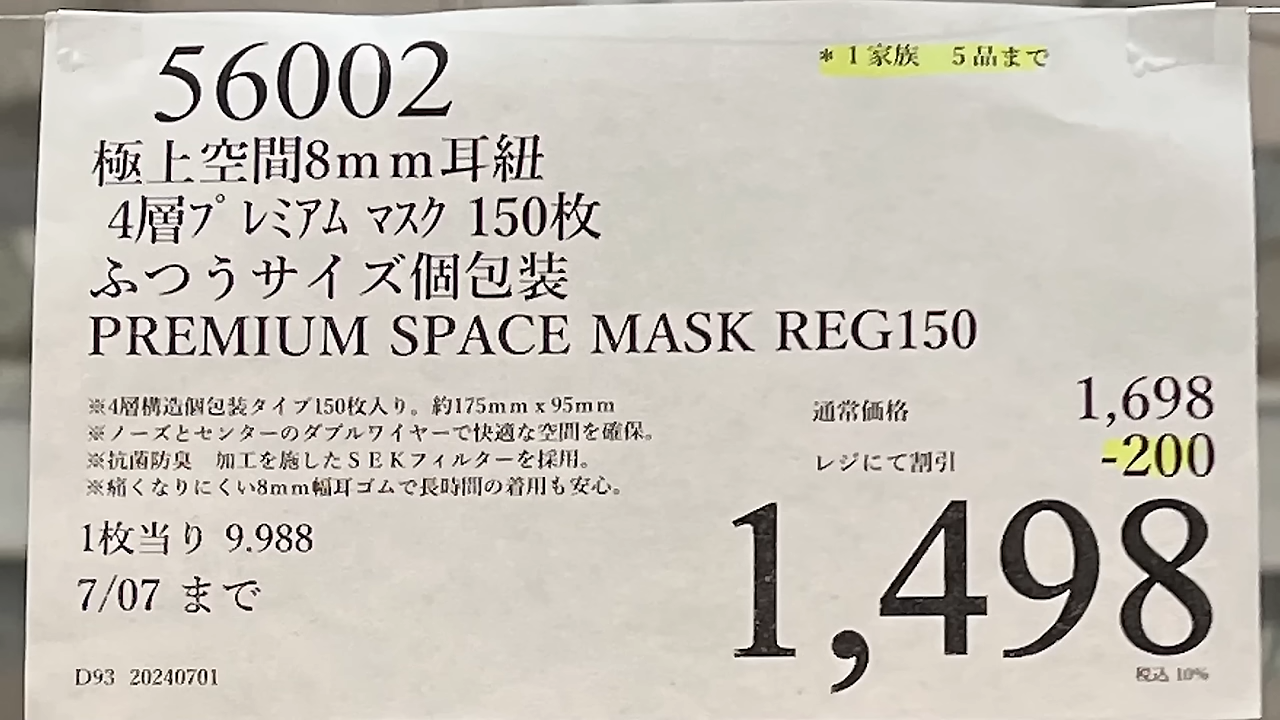 56002
*1家族 5品まで
極上空間8mm耳紐
4層プレミアム マスク 150枚
ふつうサイズ個包装
PREMIUM SPACE MASK REG150
※4層構造個包装タイプ150枚入り。約175mm x 95mm
※ノーズとセンターのダブルワイヤーで快適な空間を確保。
※抗菌防臭 加工を施したSEKフィルターを採用。
※痛くなりにくい8mm幅耳ゴムで長時間の着用も安心。
通常価格 1,698
レジにて割引 -200
1,498
税込 10%
1枚当り 9.988
7/07 まで
D93 20240701